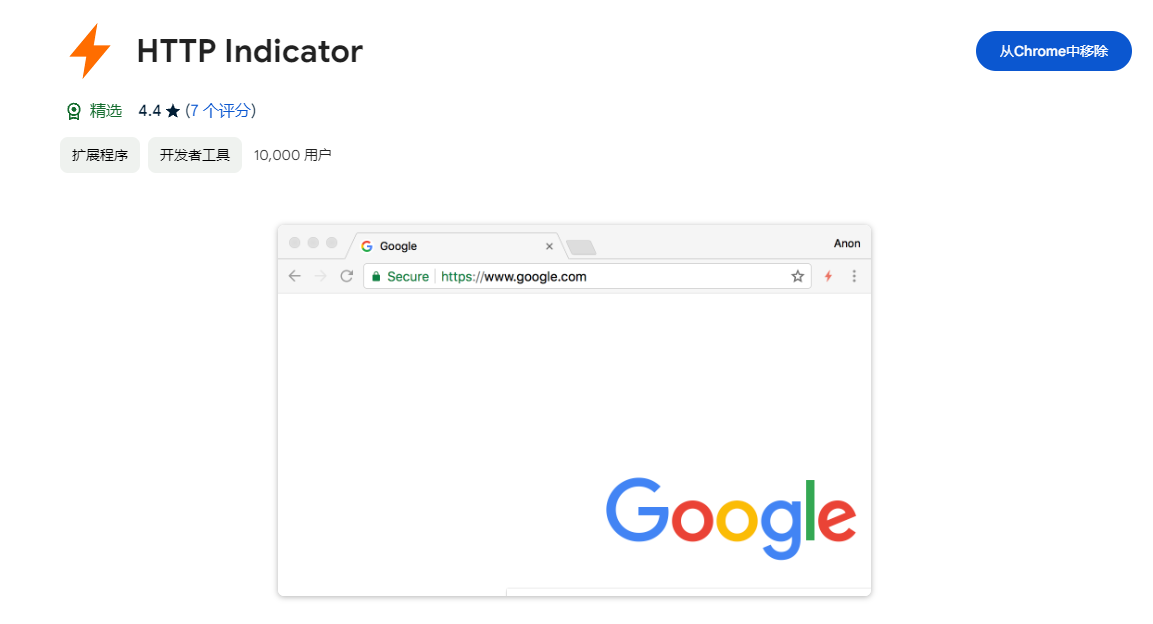 HTTP Indicator
从Chrome中移除
精选 4.4 ★ (7 个评分)
扩展程序 开发者工具 10,000 用户
Google Anon
Secure https://www.google.com
Google